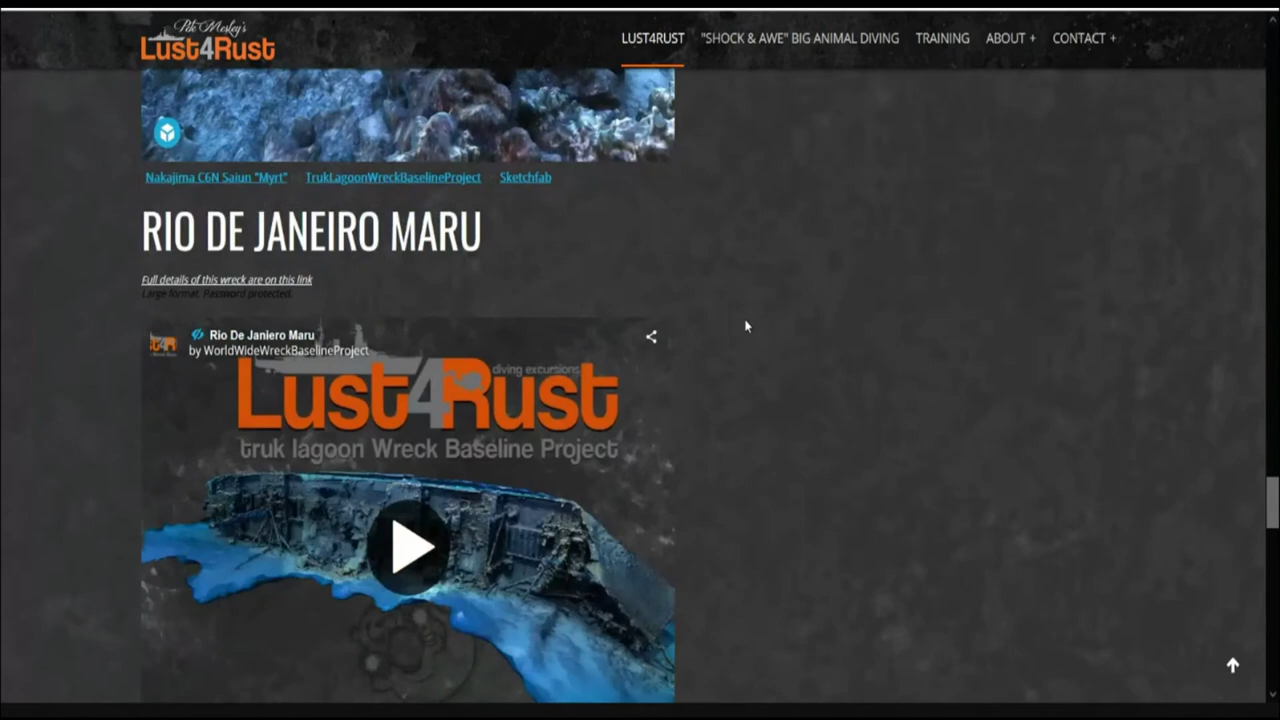 Pete Mesley's
Lust4Rust
LUST4RUST
"SHOCK & AWE" BIG ANIMAL DIVING
TRAINING
ABOUT +
CONTACT +
Nakajima C6N Saiun "Myrt"
TrukLagoonWreckBaselineProject
Sketchfab
RIO DE JANEIRO MARU
Full details of this wreck are on this link
Large format. Password protected.
Rio De Janiero Maru
by WorldWideWreckBaselineProject
diving excursions
Lust4Rust
truk lagoon Wreck Baseline Project